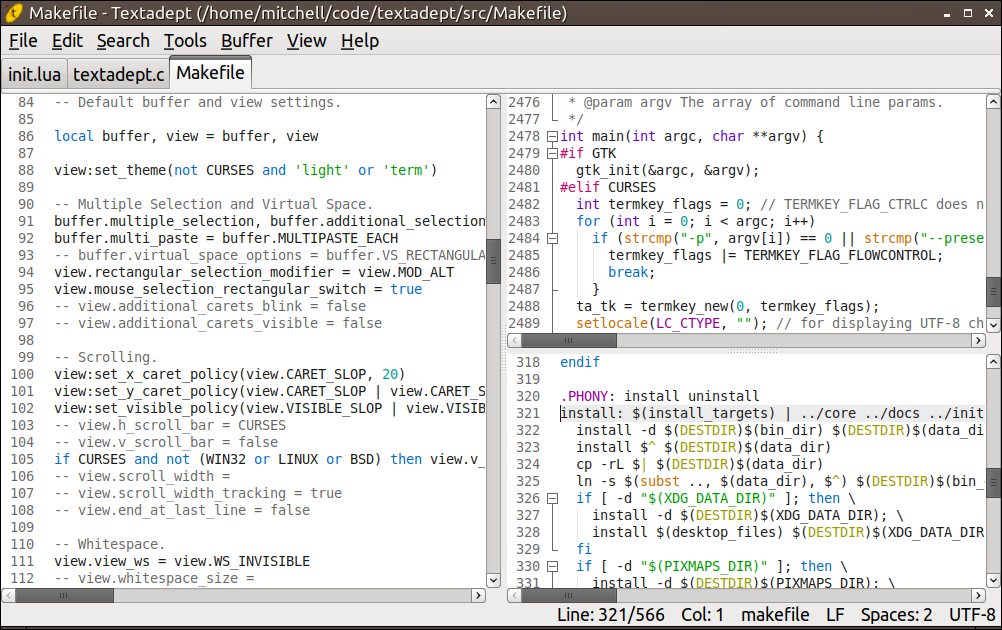 Makefile - Textadept (/home/mitchell/code/textadept/src/Makefile)
File Edit Search Tools Buffer View Help
init.lua textadept.c Makefile
84 -- Default buffer and view settings.
85
86 local buffer, view = buffer, view
87
88 view:set_theme(not CURSES and 'light' or 'term')
89
90 -- Multiple Selection and Virtual Space.
91 buffer.multiple_selection, buffer.additional_selection
92 buffer.multi_paste = buffer.MULTIPASTE_EACH
93 -- buffer.virtual_space_options = buffer.VS_RECTANGULA
94 view.rectangular_selection_modifier = view.MOD_ALT
95 view.mouse_selection_rectangular_switch = true
96 -- view.additional_carets_blink = false
97 -- view.additional_carets_visible = false
98
99 -- Scrolling.
100 view:set_x_caret_policy(view.CARET_SLOP, 20)
101 view:set_y_caret_policy(view.CARET_SLOP | view.CARET_S
102 view:set_visible_policy(view.VISIBLE_SLOP | view.VISIB
103 -- view.h_scroll_bar = CURSES
104 -- view.v_scroll_bar = false
105 if CURSES and not (WIN32 or LINUX or BSD) then view.v_
106 -- view.scroll_width =
107 -- view.scroll_width_tracking = true
108 -- view.end_at_last_line = false
109
110 -- Whitespace.
111 view.view_ws = view.WS_INVISIBLE
112 -- view.whitespace_size =
2476 * @param argv The array of command line params.
2477 */
2478 int main(int argc, char **argv) {
2479 #if GTK
2480 gtk_init(&argc, &argv);
2481 #elif CURSES
2482 int termkey_flags = 0; // TERMKEY_FLAG_CTRLC does n
2483 for (int i = 0; i < argc; i++)
2484 if (strcmp("-p", argv[i]) == 0 || strcmp("--prese
2485 termkey_flags |= TERMKEY_FLAG_FLOWCONTROL;
2486 break;
2487 }
2488 ta_tk = termkey_new(0, termkey_flags);
2489 setlocale(LC_CTYPE, ""); // for displaying UTF-8 ch
318 endif
319
320 .PHONY: install uninstall
321 install: $(install_targets) | ../core ../docs ../init
322 install -d $(DESTDIR)$(bin_dir) $(DESTDIR)$(data_di
323 install $^ $(DESTDIR)$(data_dir)
324 cp -rL $| $(DESTDIR)$(data_dir)
325 ln -s $(subst .., $(data_dir), $^) $(DESTDIR)$(bin_
326 if [ -d "$(XDG_DATA_DIR)" ]; then \
327 install -d $(DESTDIR)$(XDG_DATA_DIR); \
328 install $(desktop_files) $(DESTDIR)$(XDG_DATA_DIR
329 fi
330 if [ -d "$(PIXMAPS_DIR)" ]; then \
331 install -d $(DESTDIR)$(PIXMAPS_DIR); \
Line: 321/566 Col: 1 makefile LF Spaces: 2 UTF-8